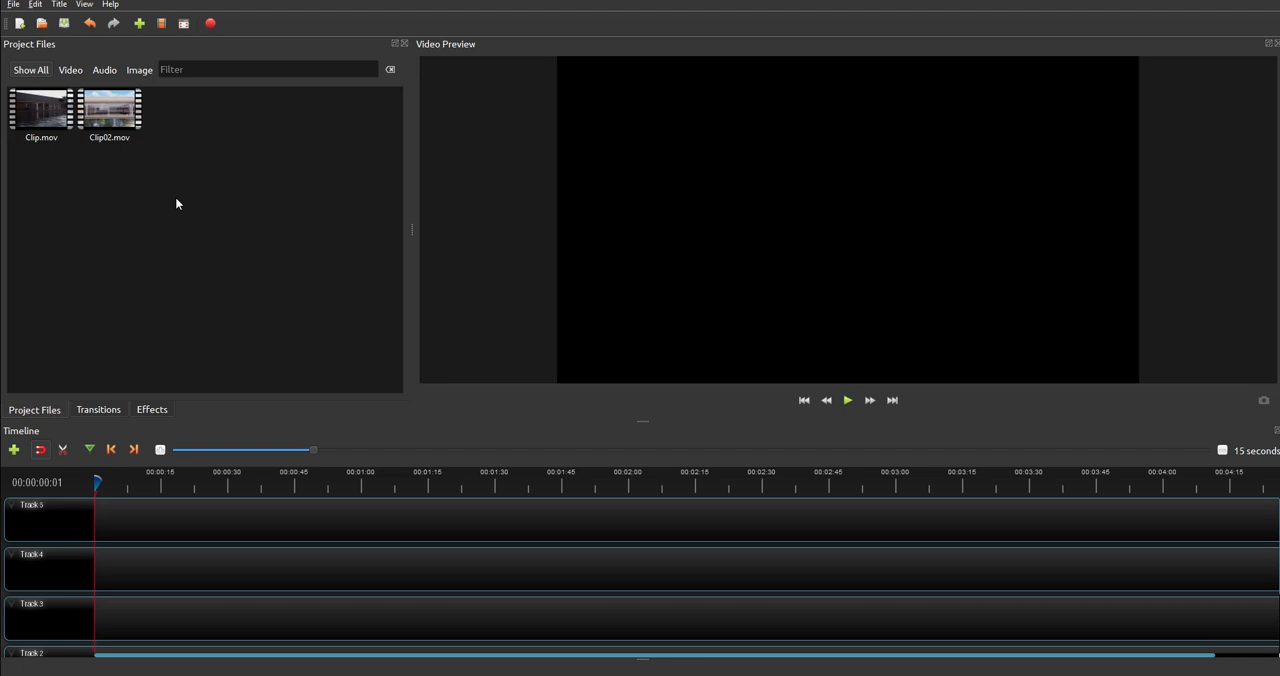 File Edit Title View Help
Project Files
Video Preview
Show All Video Audio Image Filter
Clip.mov Clip02.mov
Project Files Transitions Effects
Timeline
15 seconds
00:00:00:01
00:00:15 00:00:30 00:00:45 00:01:00 00:01:15 00:01:30 00:01:45 00:02:00 00:02:15 00:02:30 00:02:45 00:03:00 00:03:15 00:03:30 00:03:45 00:04:00 00:04:15
Track 5
Track 4
Track 3
Track 2